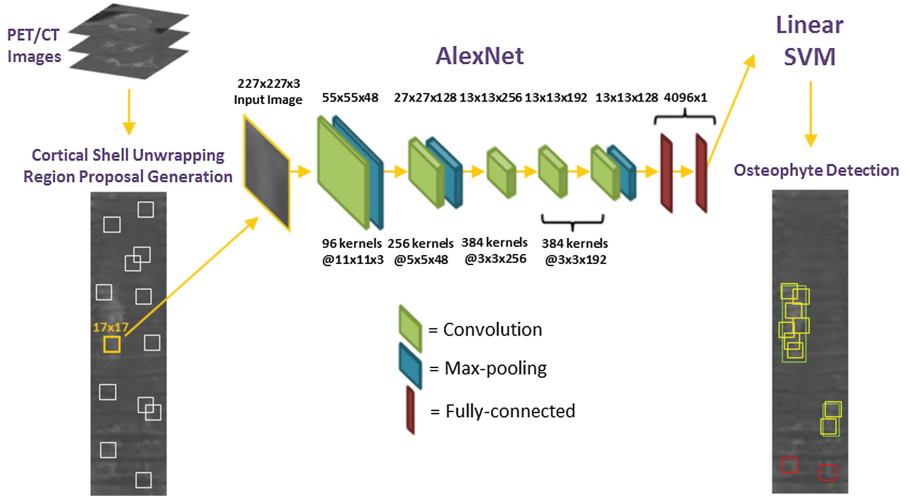 PET/CT
Images
AlexNet
Linear
SVM
227x227x3
Input Image
55x55x48
27x27x128
13x13x256
13x13x192
13x13x128
4096x1
Cortical Shell Unwrapping
Region Proposal Generation
Osteophyte Detection
96 kernels
@11x11x3
256 kernels
@5x5x48
384 kernels
@3x3x256
384 kernels
@3x3x192
17x17
= Convolution
= Max-pooling
= Fully-connected